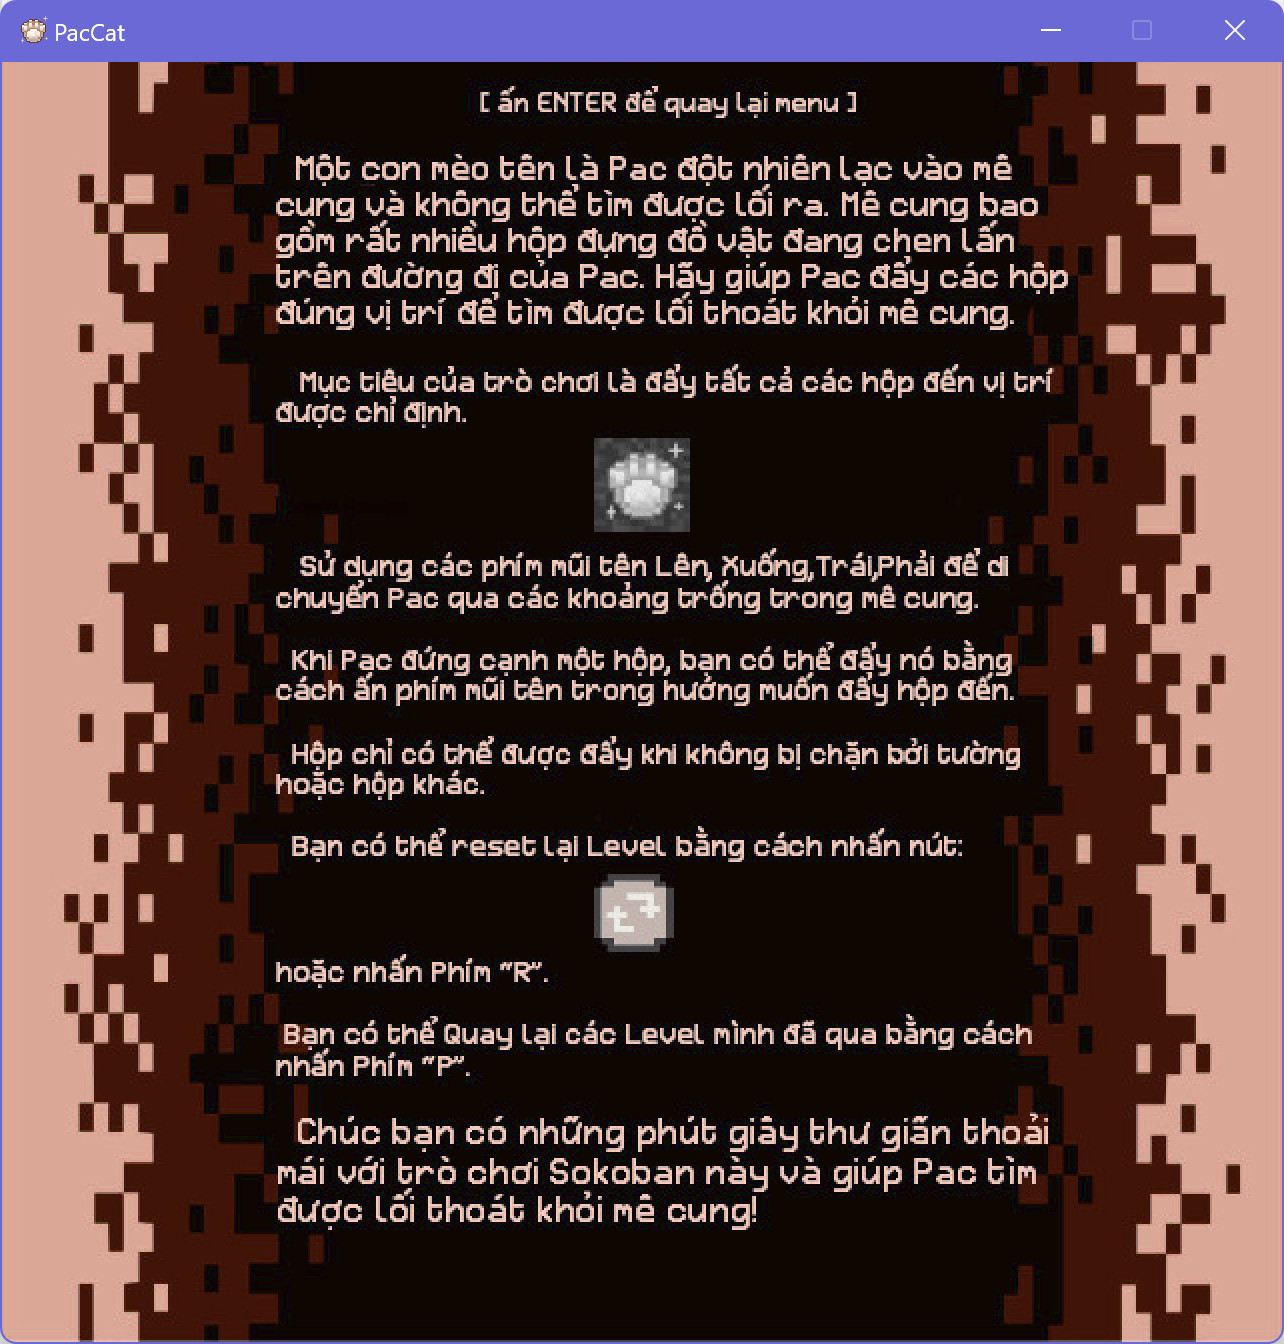 PacCat
[ ấn ENTER để quay lại menu ]
Một con mèo tên là Pac đột nhiên lạc vào mê
cung và không thể tìm được lối ra. Mê cung bao
gồm rất nhiều hộp đựng đồ vật đang chen lấn
trên đường đi của Pac. Hãy giúp Pac đẩy các hộp
đúng vị trí để tìm được lối thoát khỏi mê cung.
Mục tiêu của trò chơi là đẩy tất cả các hộp đến vị trí
được chỉ định.
Sử dụng các phím mũi tên Lên, Xuống,Trái,Phải để di
chuyển Pac qua các khoảng trống trong mê cung.
Khi Pac đứng cạnh một hộp, bạn có thể đẩy nó bằng
cách ấn phím mũi tên trong hướng muốn đẩy hộp đến.
Hộp chỉ có thể được đẩy khi không bị chặn bởi tường
hoặc hộp khác.
Bạn có thể reset lại Level bằng cách nhấn nút:
hoặc nhấn Phím "R".
Bạn có thể Quay lại các Level mình đã qua bằng cách
nhấn Phím "P".
Chúc bạn có những phút giây thư giãn thoải
mái với trò chơi Sokoban này và giúp Pac tìm
được lối thoát khỏi mê cung!